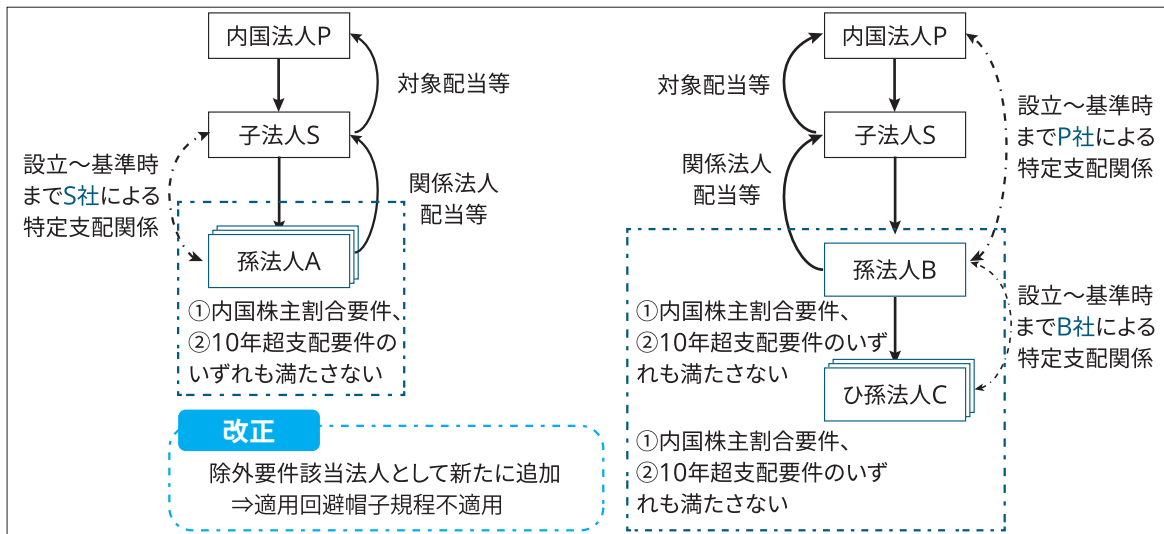 内国法人P
対象配当等
子法人S
設立～基準時
までS社による
特定支配関係
関係法人
配当等
孫法人A
①内国株主割合要件、
②10年超支配要件の
いずれも満たさない
改正
除外要件該当法人として新たに追加
⇒適用回避帽子規程不適用
内国法人P
対象配当等
設立～基準時
までP社による
特定支配関係
子法人S
関係法人
配当等
孫法人B
①内国株主割合要件、
②10年超支配要件のいず
れも満たさない
設立～基準時
までB社による
特定支配関係
ひ孫法人C
①内国株主割合要件、
②10年超支配要件のいず
れも満たさない